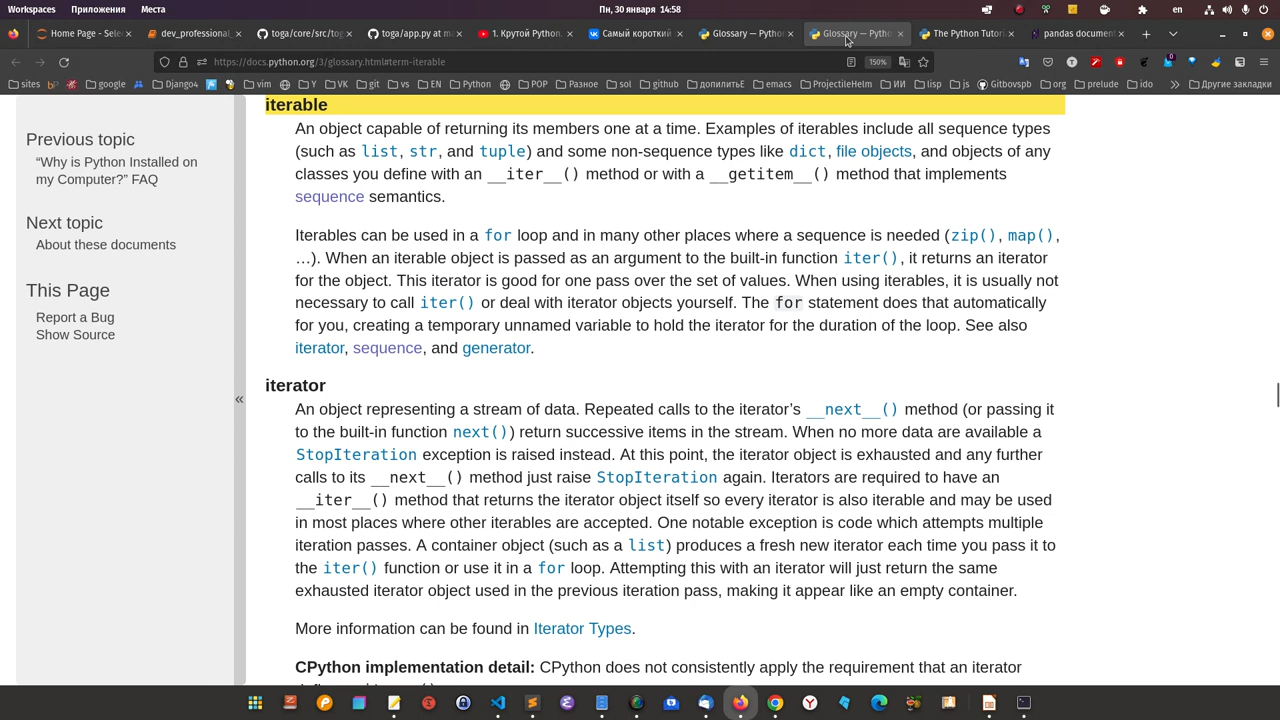 Workspaces Приложения Места Пн, 30 января 14:58 en
Home Page - Selec dev_professional_ toga/core/src/tog toga/app.py at ma 1. Крутой Python. Самый короткий Glossary — Python Glossary — Pytho The Python Tutori pandas document
https://docs.python.org/3/glossary.html#term-iterable 150%
sites google Django4 vim Y VK git vs EN Python POP Разное sol github допилитьЕ emacs ProjectileHelm ИИ lisp js Gitbovspb org prelude ido Другие закладки
Previous topic
“Why is Python Installed on
my Computer?” FAQ
Next topic
About these documents
This Page
Report a Bug
Show Source
«
iterable
An object capable of returning its members one at a time. Examples of iterables include all sequence types
(such as list, str, and tuple) and some non-sequence types like dict, file objects, and objects of any
classes you define with an __iter__() method or with a __getitem__() method that implements
sequence semantics.
Iterables can be used in a for loop and in many other places where a sequence is needed (zip(), map(),
…). When an iterable object is passed as an argument to the built-in function iter(), it returns an iterator
for the object. This iterator is good for one pass over the set of values. When using iterables, it is usually not
necessary to call iter() or deal with iterator objects yourself. The for statement does that automatically
for you, creating a temporary unnamed variable to hold the iterator for the duration of the loop. See also
iterator, sequence, and generator.
iterator
An object representing a stream of data. Repeated calls to the iterator’s __next__() method (or passing it
to the built-in function next()) return successive items in the stream. When no more data are available a
StopIteration exception is raised instead. At this point, the iterator object is exhausted and any further
calls to its __next__() method just raise StopIteration again. Iterators are required to have an
__iter__() method that returns the iterator object itself so every iterator is also iterable and may be used
in most places where other iterables are accepted. One notable exception is code which attempts multiple
iteration passes. A container object (such as a list) produces a fresh new iterator each time you pass it to
the iter() function or use it in a for loop. Attempting this with an iterator will just return the same
exhausted iterator object used in the previous iteration pass, making it appear like an empty container.
More information can be found in Iterator Types.
CPython implementation detail: CPython does not consistently apply the requirement that an iterator